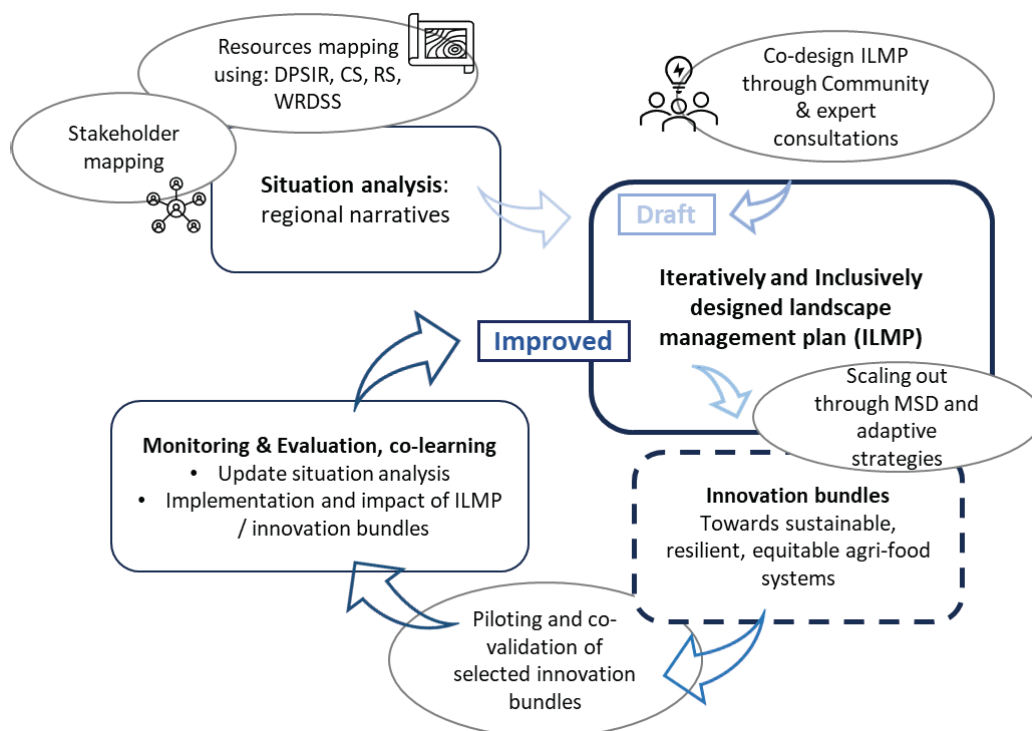 Resources mapping
using: DPSIR, CS, RS,
WRDSS
Stakeholder
mapping
Situation analysis:
regional narratives
Co-design ILMP
through Community
& expert
consultations
Draft
Iteratively and Inclusively
designed landscape
management plan (ILMP)
Improved
Scaling out
through MSD and
adaptive
strategies
Monitoring & Evaluation, co-learning
• Update situation analysis
• Implementation and impact of ILMP
/ innovation bundles
Innovation bundles
Towards sustainable,
resilient, equitable agri-food
systems
Piloting and co-
validation of
selected innovation
bundles